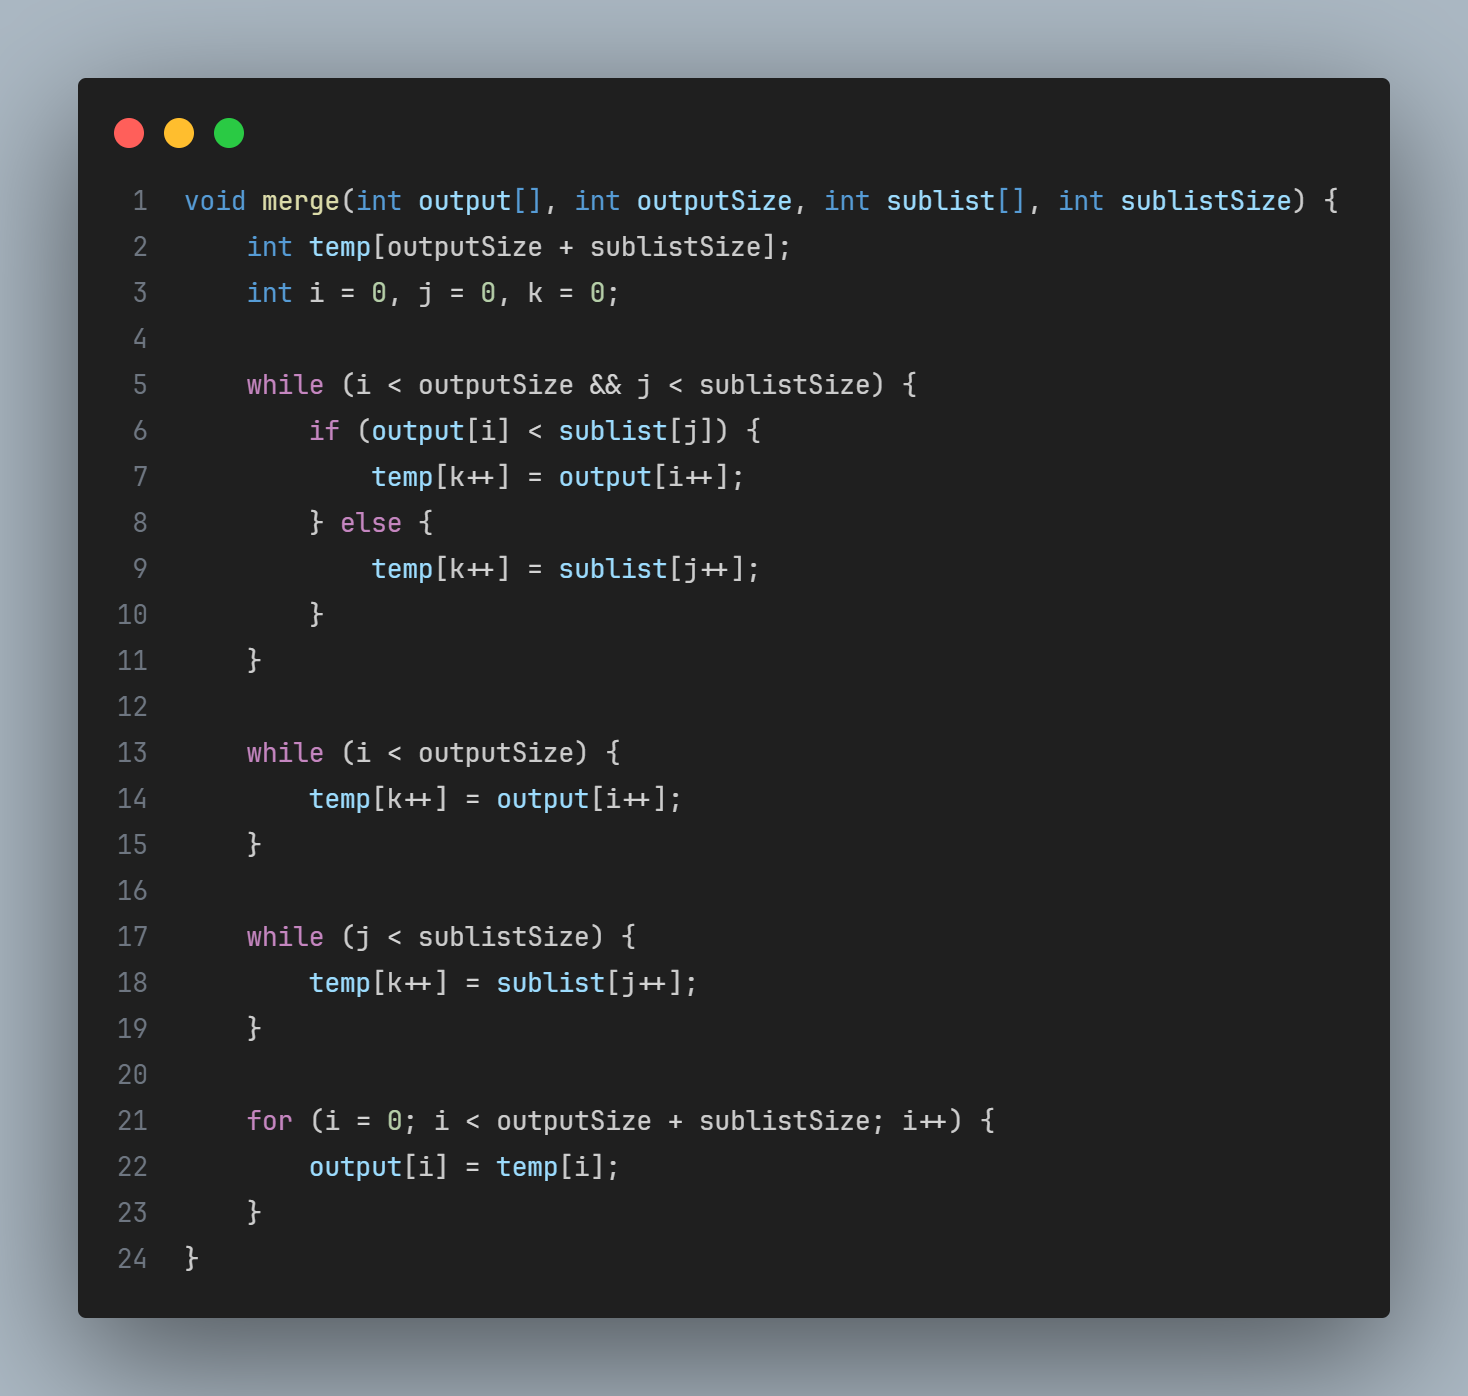 1 void merge(int output[], int outputSize, int sublist[], int sublistSize) {
2     int temp[outputSize + sublistSize];
3     int i = 0, j = 0, k = 0;
4
5     while (i < outputSize && j < sublistSize) {
6         if (output[i] < sublist[j]) {
7             temp[k++] = output[i++];
8         } else {
9             temp[k++] = sublist[j++];
10         }
11     }
12
13     while (i < outputSize) {
14         temp[k++] = output[i++];
15     }
16
17     while (j < sublistSize) {
18         temp[k++] = sublist[j++];
19     }
20
21     for (i = 0; i < outputSize + sublistSize; i++) {
22         output[i] = temp[i];
23     }
24 }